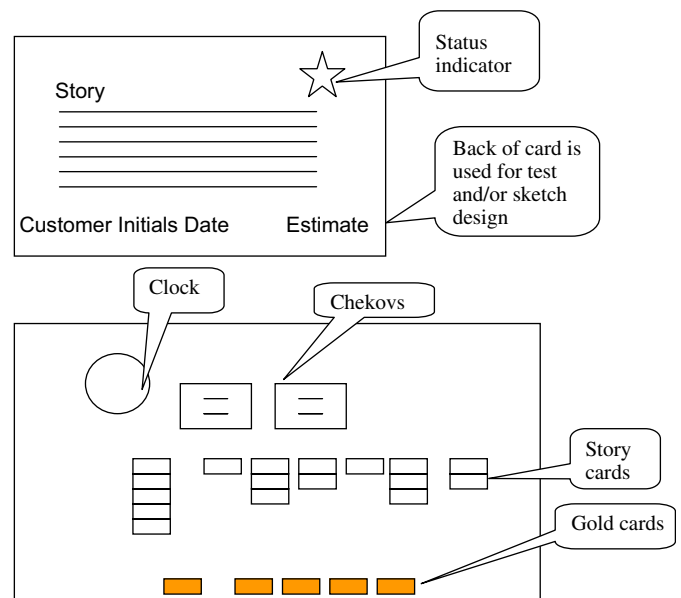 Status
indicator
Story
Back of card is
used for test
and/or sketch
design
Customer Initials Date
Estimate
Clock
Chekovs
Story
cards
Gold cards